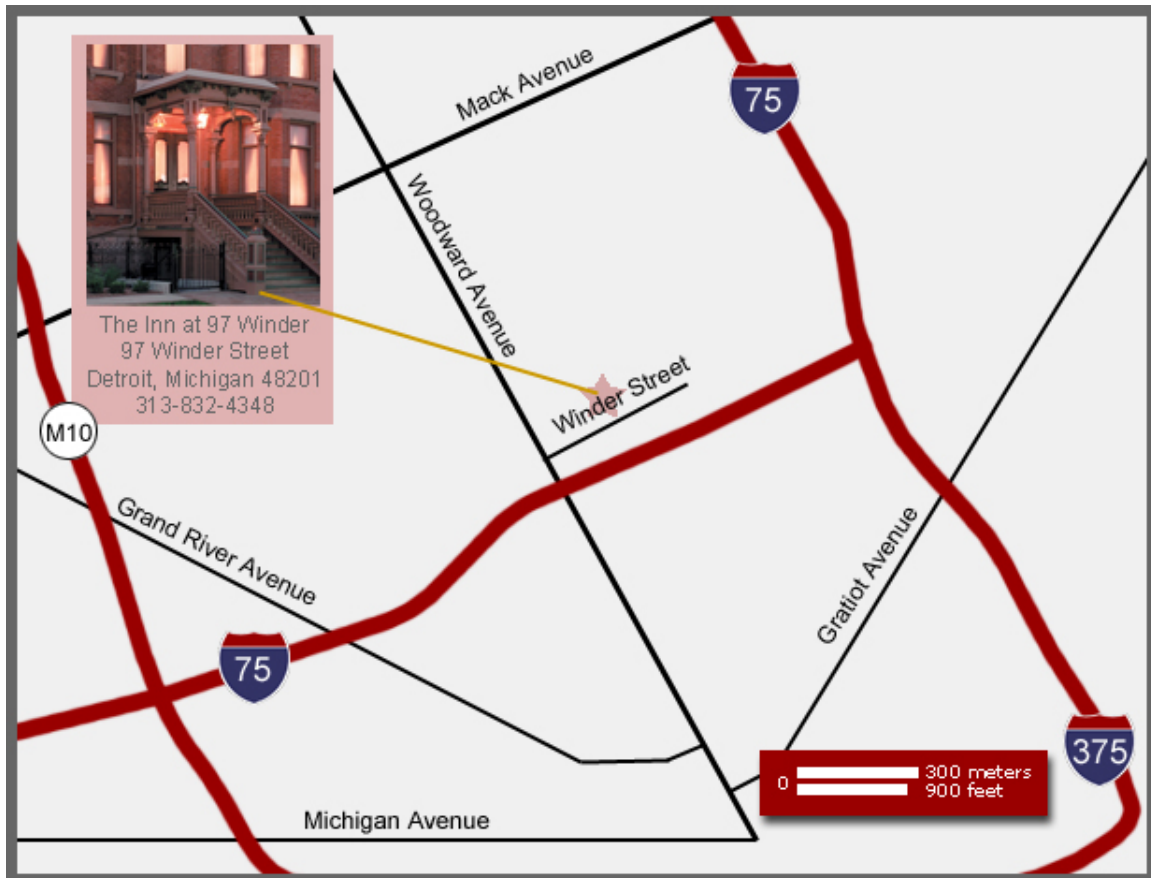 Mack Avenue
75
Woodward Avenue
The Inn at 97 Winder
97 Winder Street
Detroit, Michigan 48201
313-832-4348
Winder Street
M10
Grand River Avenue
Gratiot Avenue
75
375
0
300 meters
900 feet
Michigan Avenue